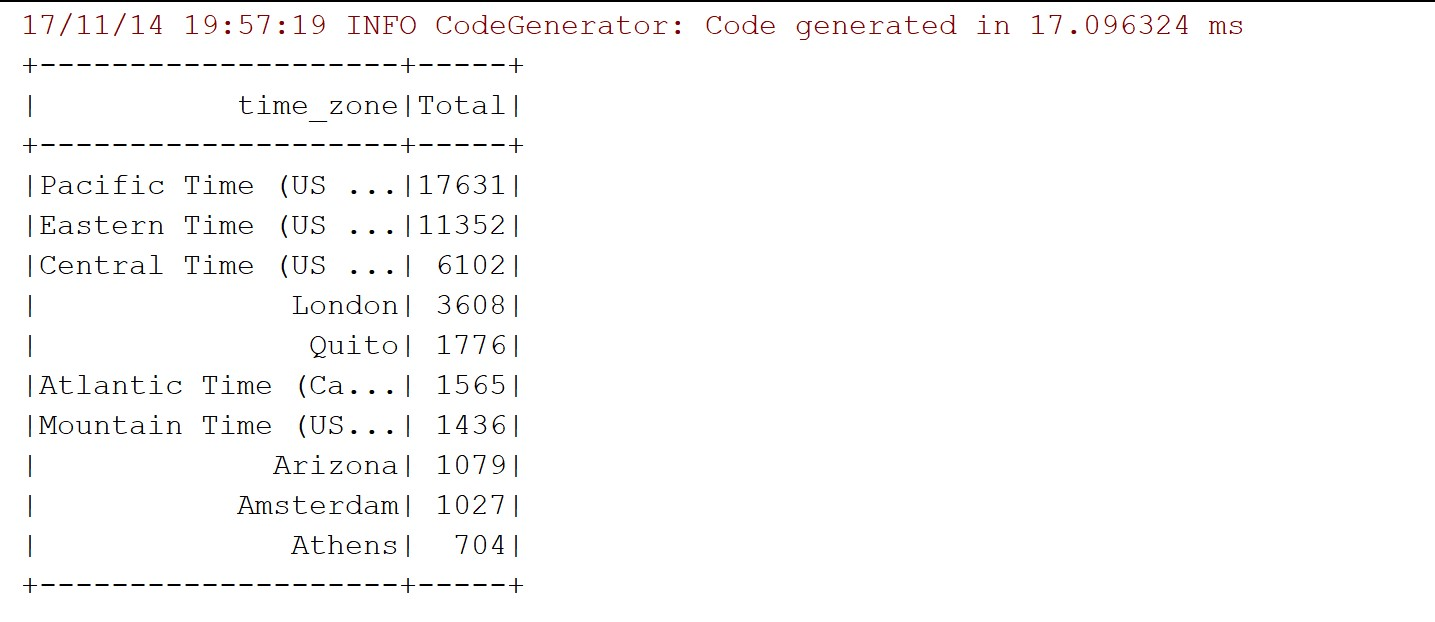 17/11/14 19:57:19 INFO CodeGenerator: Code generated in 17.096324 ms
+--------------------+-----+
|           time_zone|Total|
+--------------------+-----+
|Pacific Time (US ...|17631|
|Eastern Time (US ...|11352|
|Central Time (US ...| 6102|
|              London| 3608|
|               Quito| 1776|
|Atlantic Time (Ca...| 1565|
|Mountain Time (US...| 1436|
|             Arizona| 1079|
|           Amsterdam| 1027|
|              Athens|  704|
+--------------------+-----+